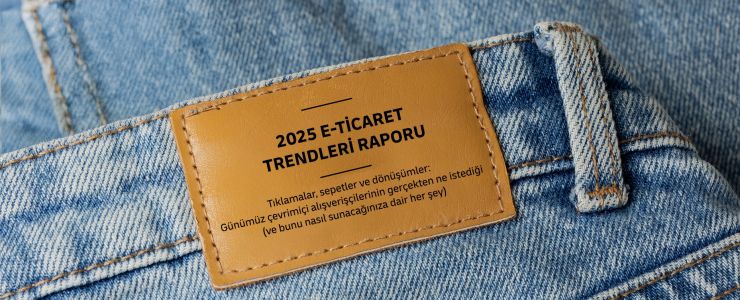 2025 E-TİCARET
TRENDLERİ RAPORU
Tıklamalar, sepetler ve dönüşümler:
Günümüz çevrimiçi alışverişçilerinin gerçekten ne istediği
(ve bunu nasıl sunacağınıza dair her şey)